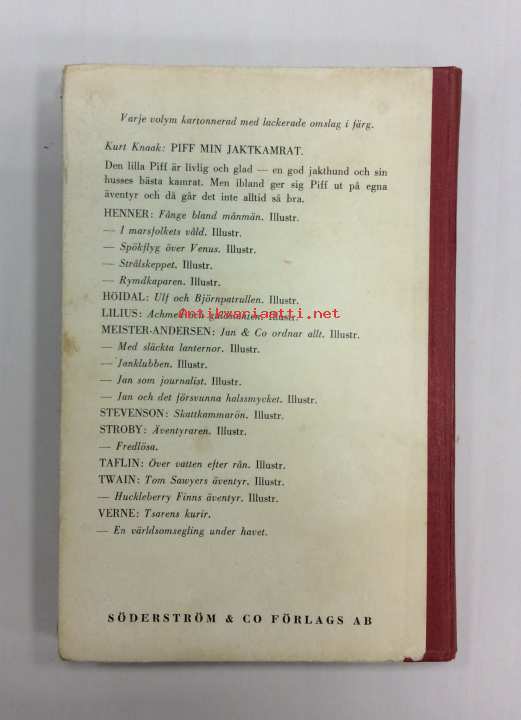 Varje volym kartonnerad med lackerade omslag i färg.
Kurt Knaak: PIFF MIN JAKTKAMRAT.
Den lilla Piff är livlig och glad — en god jakthund och sin
husses bästa kamrat. Men ibland ger sig Piff ut på egna
äventyr och då går det inte alltid så bra.
HENNER: Fånge bland månmän. Illustr.
— I marsfolkets våld. Illustr.
— Spökflyg över Venus. Illustr.
— Strålskeppet. Illustr.
— Rymdkaparen. Illustr.
HÖIDAL: Ulf och Björnpatrullen. Illustr.
Antikvariaatti.net
LILIUS: Achmed och Illustr.
MEISTER-ANDERSEN: Jan & Co ordnar allt. Illustr.
— Med släckta lanternor. Illustr.
— Janklubben. Illustr.
— Jan som journalist. Illustr.
— Jan och det försvunna halssmycket. Illustr.
STEVENSON: Skattkammarön. Illustr.
STROBY: Äventyraren. Illustr.
— Fredlösa.
TAFLIN: Över vatten efter rån. Illustr.
TWAIN: Tom Sawyers äventyr. Illustr.
— Huckleberry Finns äventyr. Illustr.
VERNE: Tsarens kurir.
— En världsomsegling under havet.
SÖDERSTRÖM & CO FÖRLAGS AB